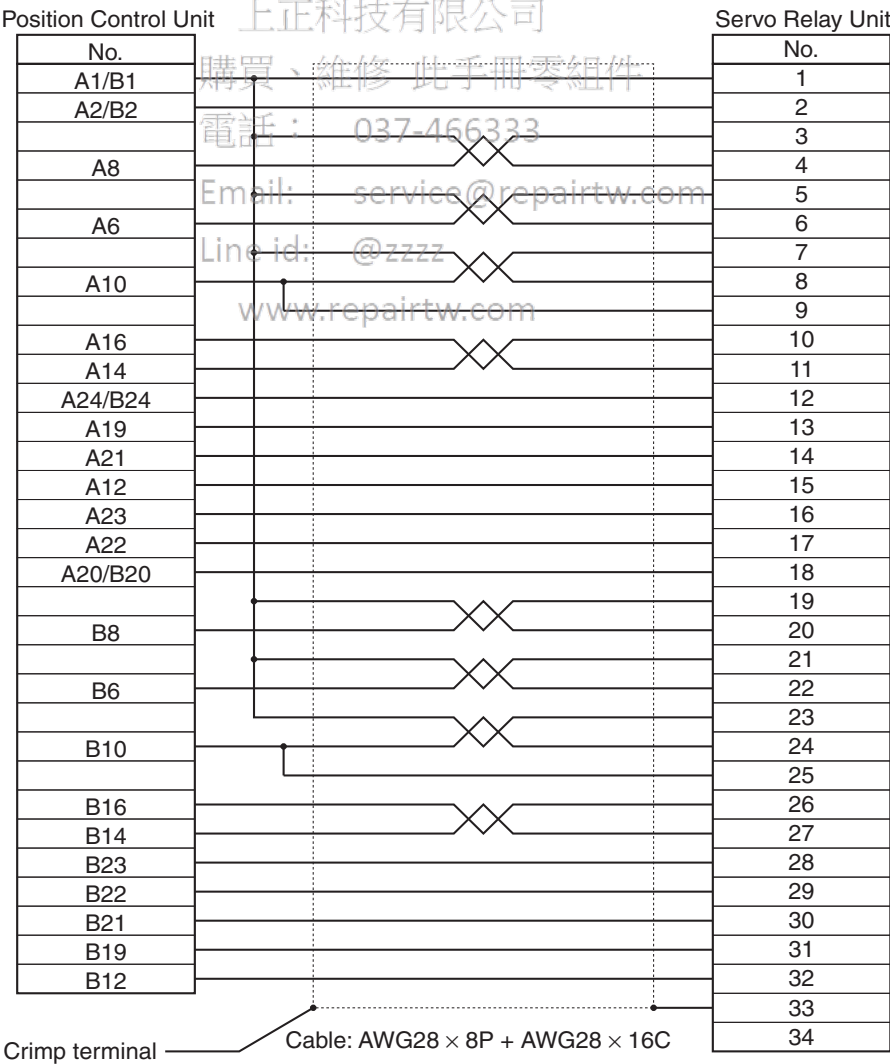 上正科技有限公司
Position Control Unit
Servo Relay Unit
購買、維修 此手冊零組件
電話： 037-466333
Email: service@repairtw.com
Line id: @zzzz
www.repairtw.com
No. No.
A1/B1 1
A2/B2 2
3
A8 4
5
A6 6
7
A10 8
9
A16 10
A14 11
A24/B24 12
A19 13
A21 14
A12 15
A23 16
A22 17
A20/B20 18
19
B8 20
21
B6 22
23
B10 24
25
B16 26
B14 27
B23 28
B22 29
B21 30
B19 31
B12 32
33
34
Crimp terminal
Cable: AWG28 × 8P + AWG28 × 16C